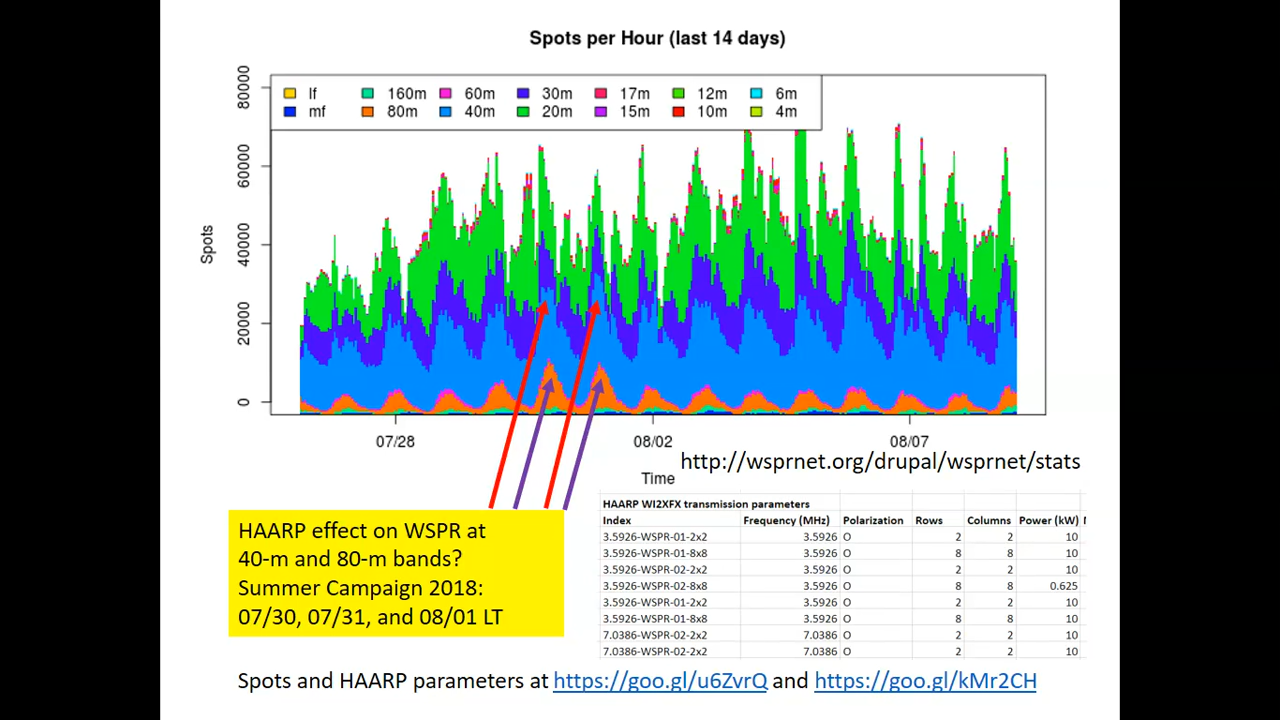 Spots per Hour (last 14 days)
lf 160m 60m 30m 17m 12m 6m
mf 80m 40m 20m 15m 10m 4m
80000
60000
40000
20000
0
Spots
07/28 08/02 08/07
Time
http://wsprnet.org/drupal/wsprnet/stats
HAARP effect on WSPR at
40-m and 80-m bands?
Summer Campaign 2018:
07/30, 07/31, and 08/01 LT
HAARP WI2XFX transmission parameters
Index Frequency (MHz) Polarization Rows Columns Power (kW)
3.5926-WSPR-01-2x2 3.5926 O 2 2 10
3.5926-WSPR-01-8x8 3.5926 O 8 8 10
3.5926-WSPR-02-2x2 3.5926 O 2 2 10
3.5926-WSPR-02-8x8 3.5926 O 8 8 0.625
3.5926-WSPR-01-2x2 3.5926 O 2 2 10
3.5926-WSPR-01-8x8 3.5926 O 8 8 10
7.0386-WSPR-02-2x2 7.0386 O 2 2 10
7.0386-WSPR-02-2x2 7.0386 O 2 2 10
Spots and HAARP parameters at https://goo.gl/u6ZvrQ and https://goo.gl/kMr2CH